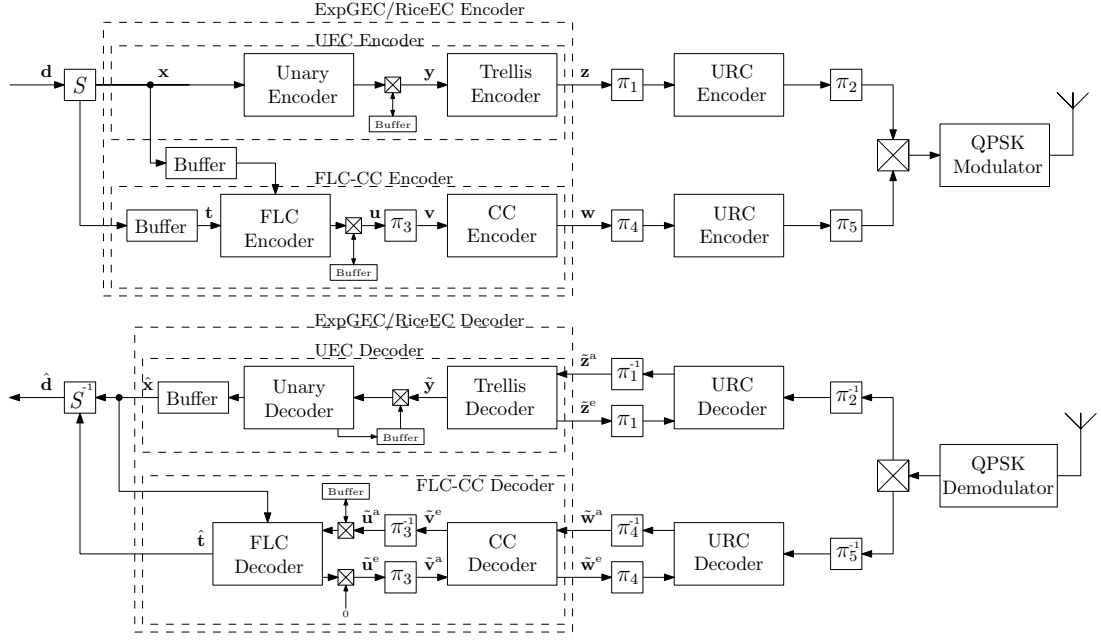 ExpGEC/RiceEC Encoder
UEC Encoder
d
S
x
Unary
Encoder
Buffer
y
Trellis
Encoder
z
π1
URC
Encoder
π2
QPSK
Modulator
Buffer
FLC-CC Encoder
Buffer
t
FLC
Encoder
Buffer
u
π3
v
CC
Encoder
w
π4
URC
Encoder
π5
ExpGEC/RiceEC Decoder
UEC Decoder
d̂
S⁻¹
x̂
Buffer
Unary
Decoder
Buffer
ỹ
Trellis
Decoder
z̃ᵃ
π1⁻¹
z̃ᵉ
π1
URC
Decoder
π2⁻¹
QPSK
Demodulator
FLC-CC Decoder
Buffer
t̂
FLC
Decoder
ũᵃ
π3⁻¹
ṽᵉ
ũᵉ
π3
ṽᵃ
0
CC
Decoder
w̃ᵃ
π4⁻¹
w̃ᵉ
π4
URC
Decoder
π5⁻¹